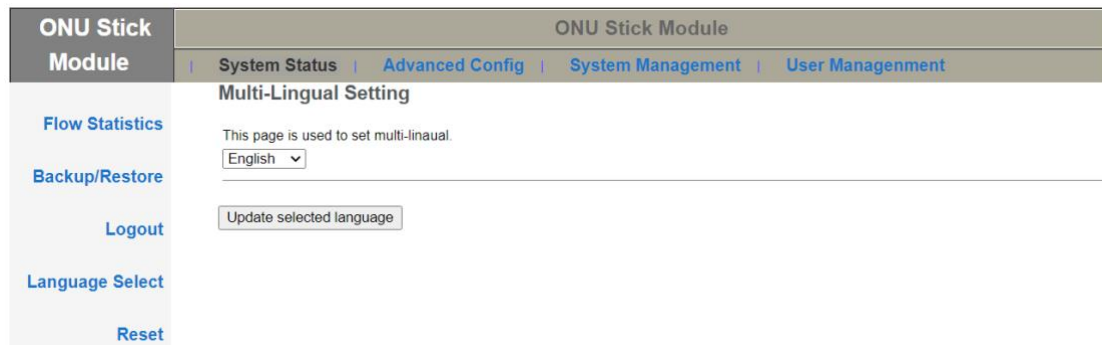 ONU Stick
Module
ONU Stick Module
| System Status | Advanced Config | System Management | User Managenment
Flow Statistics
Backup/Restore
Logout
Language Select
Reset
Multi-Lingual Setting
This page is used to set multi-linaual.
English
Update selected language